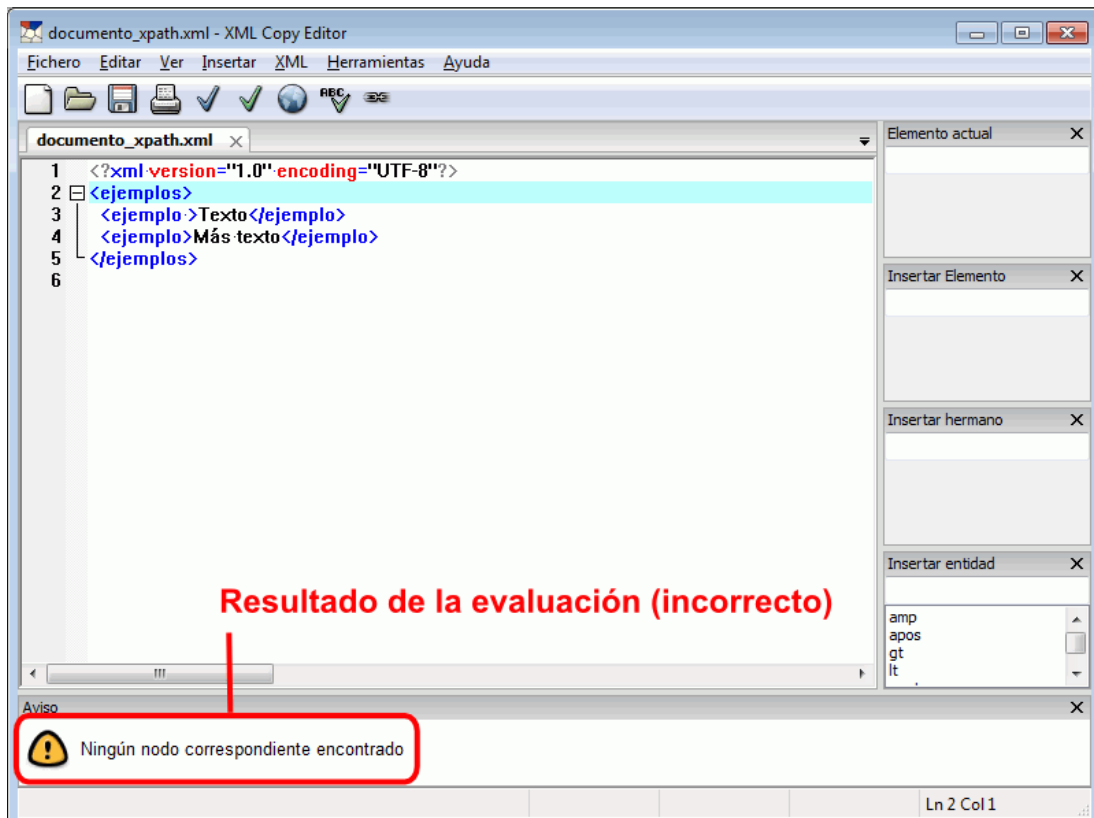 documento_xpath.xml - XML Copy Editor
Fichero Editar Ver Insertar XML Herramientas Ayuda
ABC
documento_xpath.xml
1 <?xml version="1.0" encoding="UTF-8"?>
2 <ejemplos>
3 <ejemplo >Texto</ejemplo>
4 <ejemplo>Más texto</ejemplo>
5 </ejemplos>
6
Elemento actual
Insertar Elemento
Insertar hermano
Insertar entidad
amp
apos
gt
lt
Resultado de la evaluación (incorrecto)
Aviso
Ningún nodo correspondiente encontrado
Ln 2 Col 1